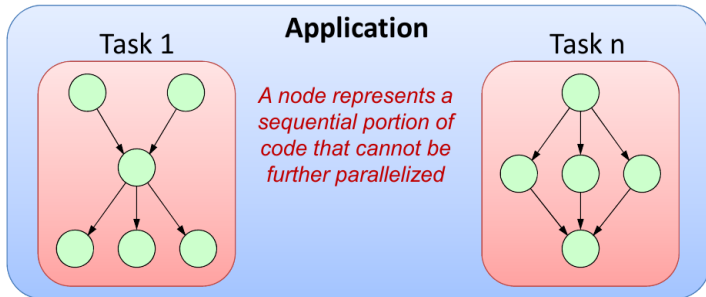 Application
Task 1
Task n
A node represents a
sequential portion of
code that cannot be
further parallelized